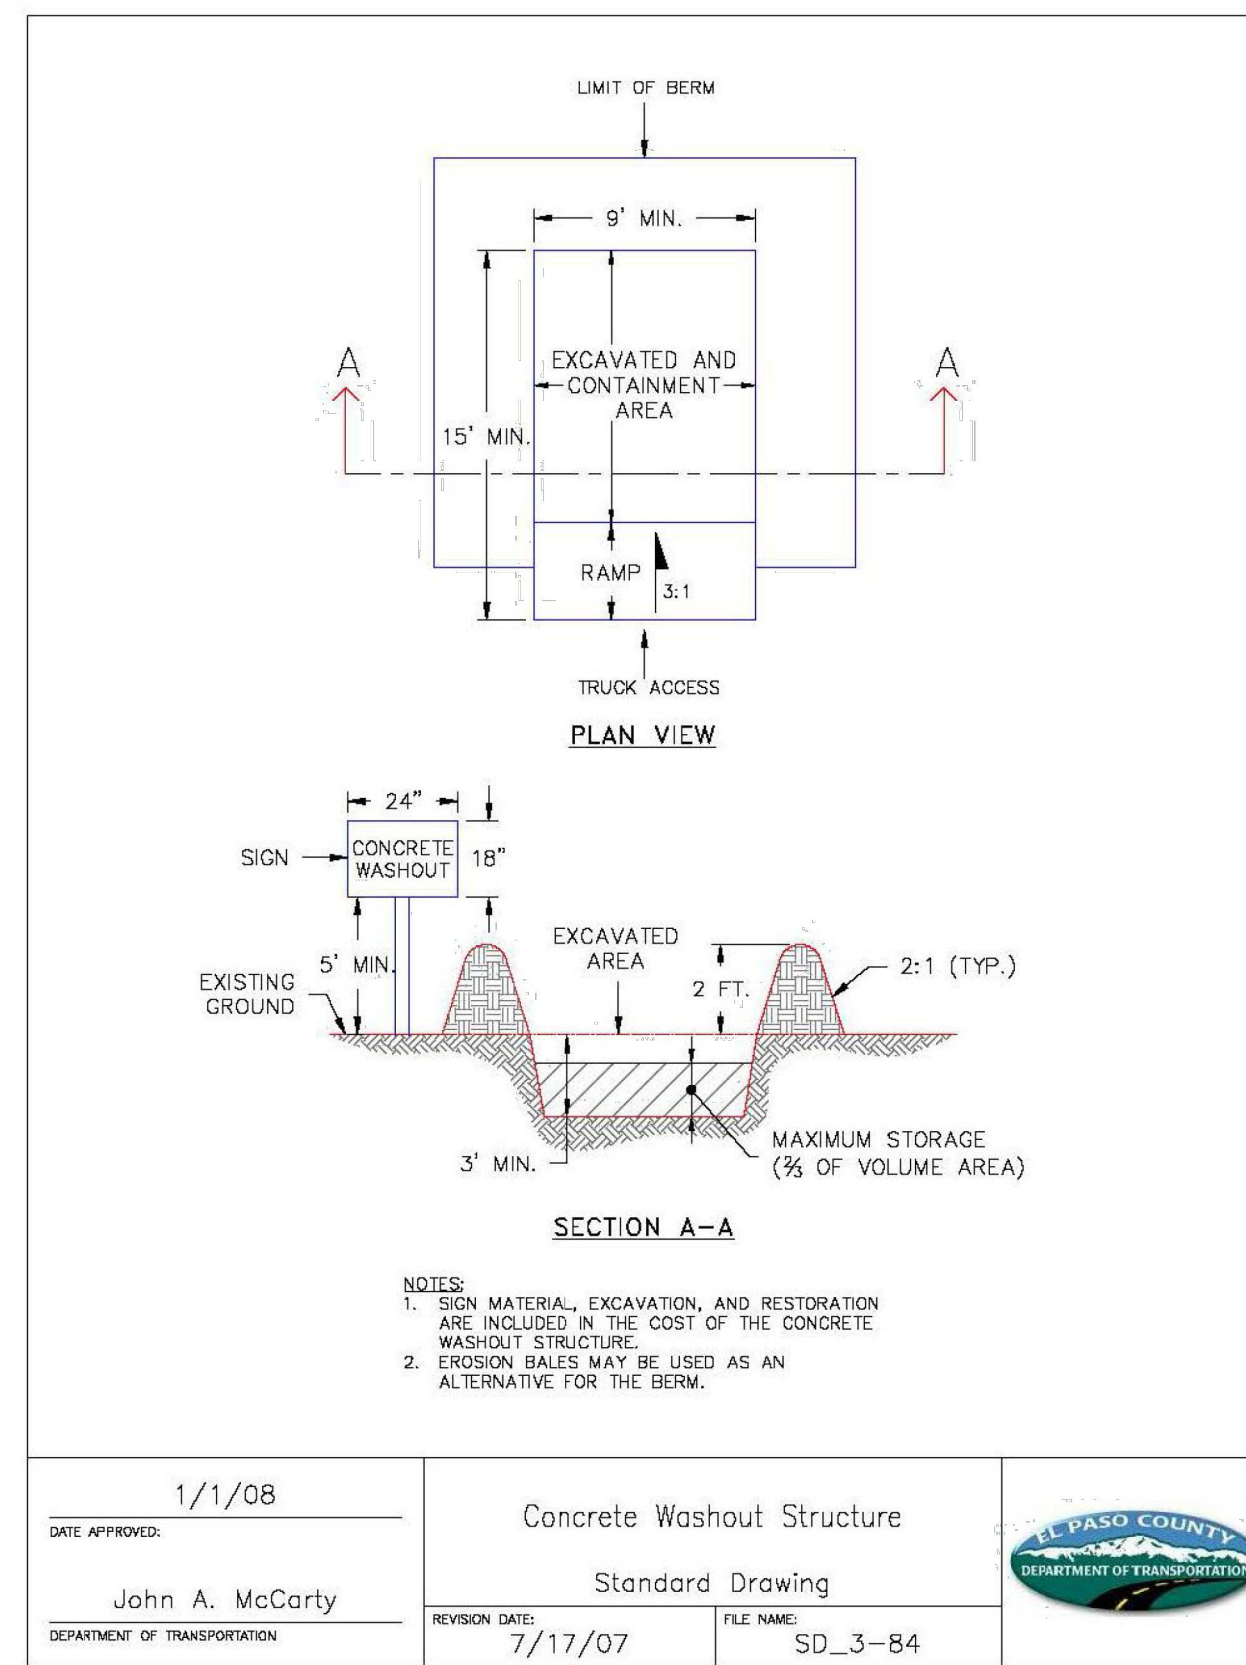 LIMIT OF BERM
9' MIN.
A
A
EXCAVATED AND
CONTAINMENT
AREA
15' MIN.
RAMP
3:1
TRUCK ACCESS
PLAN VIEW
24"
SIGN
CONCRETE
WASHOUT
18"
5' MIN.
EXISTING
GROUND
EXCAVATED
AREA
2 FT.
2:1 (TYP.)
3' MIN.
MAXIMUM STORAGE
(⅔ OF VOLUME AREA)
SECTION A-A
NOTES:
1. SIGN MATERIAL, EXCAVATION, AND RESTORATION
ARE INCLUDED IN THE COST OF THE CONCRETE
WASHOUT STRUCTURE.
2. EROSION BALES MAY BE USED AS AN
ALTERNATIVE FOR THE BERM.
1/1/08
DATE APPROVED:
John A. McCarty
DEPARTMENT OF TRANSPORTATION
Concrete Washout Structure
Standard Drawing
REVISION DATE:
7/17/07
FILE NAME:
SD_3-84
EL PASO COUNTY
DEPARTMENT OF TRANSPORTATION